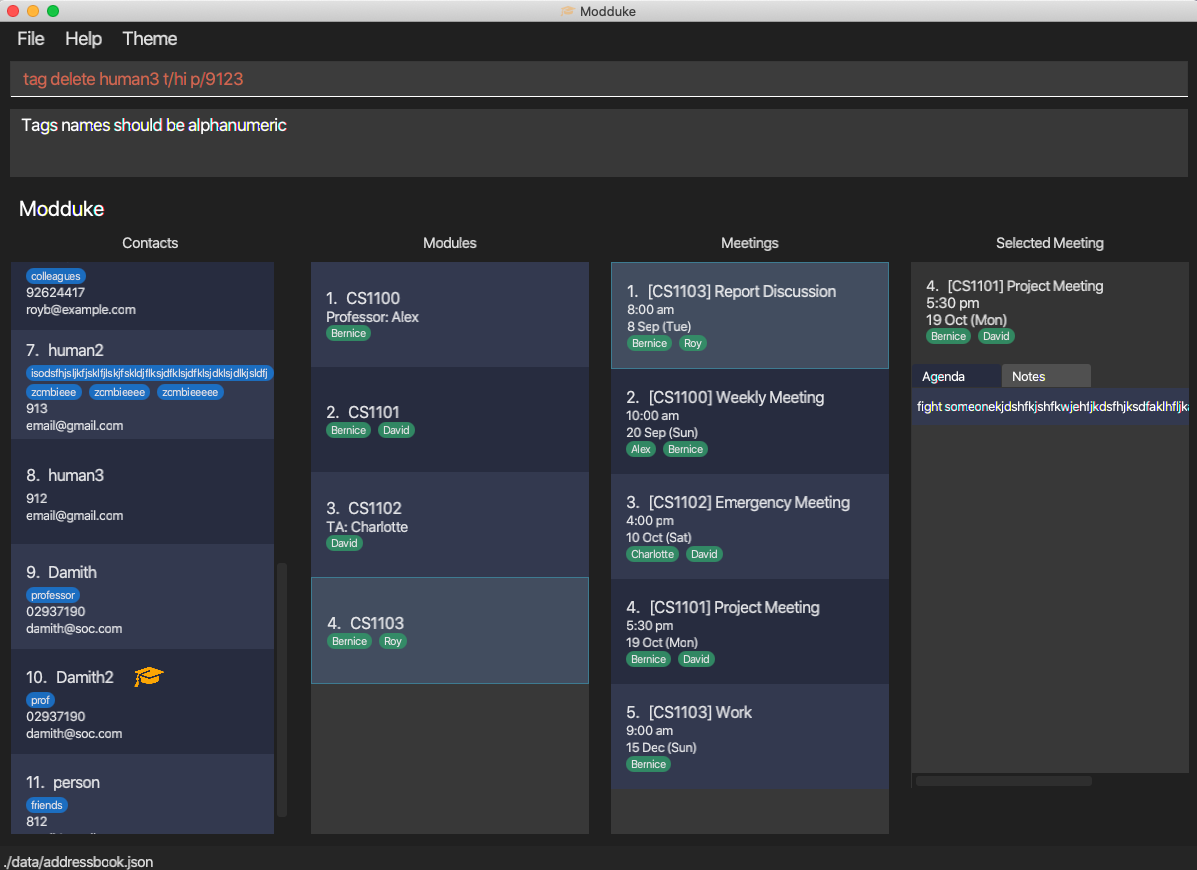 Modduke
File Help Theme
tag delete human3 t/hi p/9123
Tags names should be alphanumeric
Modduke
Contacts
colleagues
92624417
royb@example.com
7. human2
zombieee zombieeee zombieeeee
913
email@gmail.com
8. human3
912
email@gmail.com
9. Damith
professor
02937190
damith@soc.com
10. Damith2
prof
02937190
damith@soc.com
11. person
friends
812
Modules
1. CS1100
Professor: Alex
Bernice
2. CS1101
Bernice David
3. CS1102
TA: Charlotte
David
4. CS1103
Bernice Roy
Meetings
1. [CS1103] Report Discussion
8:00 am
8 Sep (Tue)
Bernice Roy
2. [CS1100] Weekly Meeting
10:00 am
20 Sep (Sun)
Alex Bernice
3. [CS1102] Emergency Meeting
4:00 pm
10 Oct (Sat)
Charlotte David
4. [CS1101] Project Meeting
5:30 pm
19 Oct (Mon)
Bernice David
5. [CS1103] Work
9:00 am
15 Dec (Sun)
Bernice
Selected Meeting
4. [CS1101] Project Meeting
5:30 pm
19 Oct (Mon)
Bernice David
Agenda Notes
fight
./data/addressbook.json